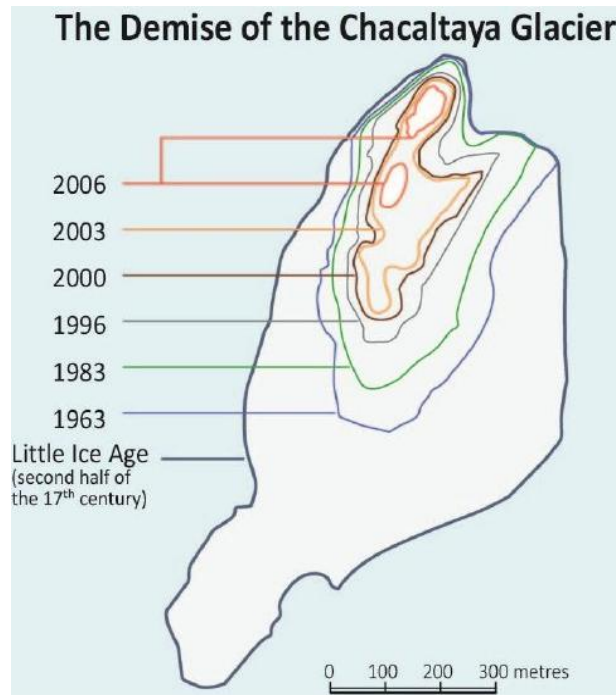 The Demise of the Chacaltaya Glacier
2006
2003
2000
1996
1983
1963
Little Ice Age
(second half of
the 17th century)
0 100 200 300 metres